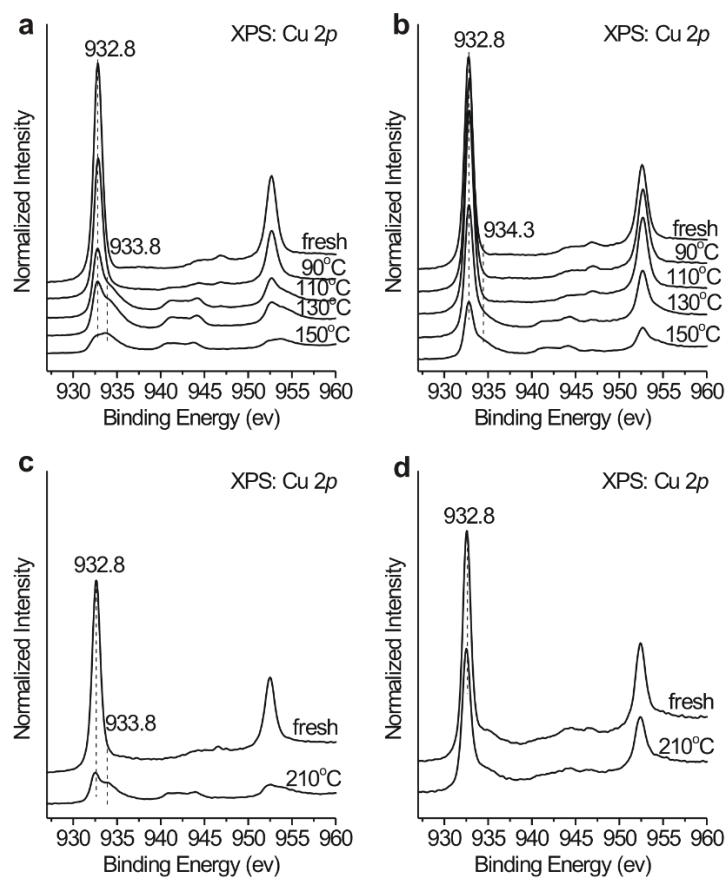 a
XPS: Cu 2p
932.8
933.8
fresh
90°C
110°C
130°C
150°C
Normalized Intensity
930 935 940 945 950 955 960
Binding Energy (ev)
b
XPS: Cu 2p
932.8
934.3
fresh
90°C
110°C
130°C
150°C
Normalized Intensity
930 935 940 945 950 955 960
Binding Energy (ev)
c
XPS: Cu 2p
932.8
933.8
fresh
210°C
Normalized Intensity
930 935 940 945 950 955 960
Binding Energy (ev)
d
XPS: Cu 2p
932.8
fresh
210°C
Normalized Intensity
930 935 940 945 950 955 960
Binding Energy (ev)